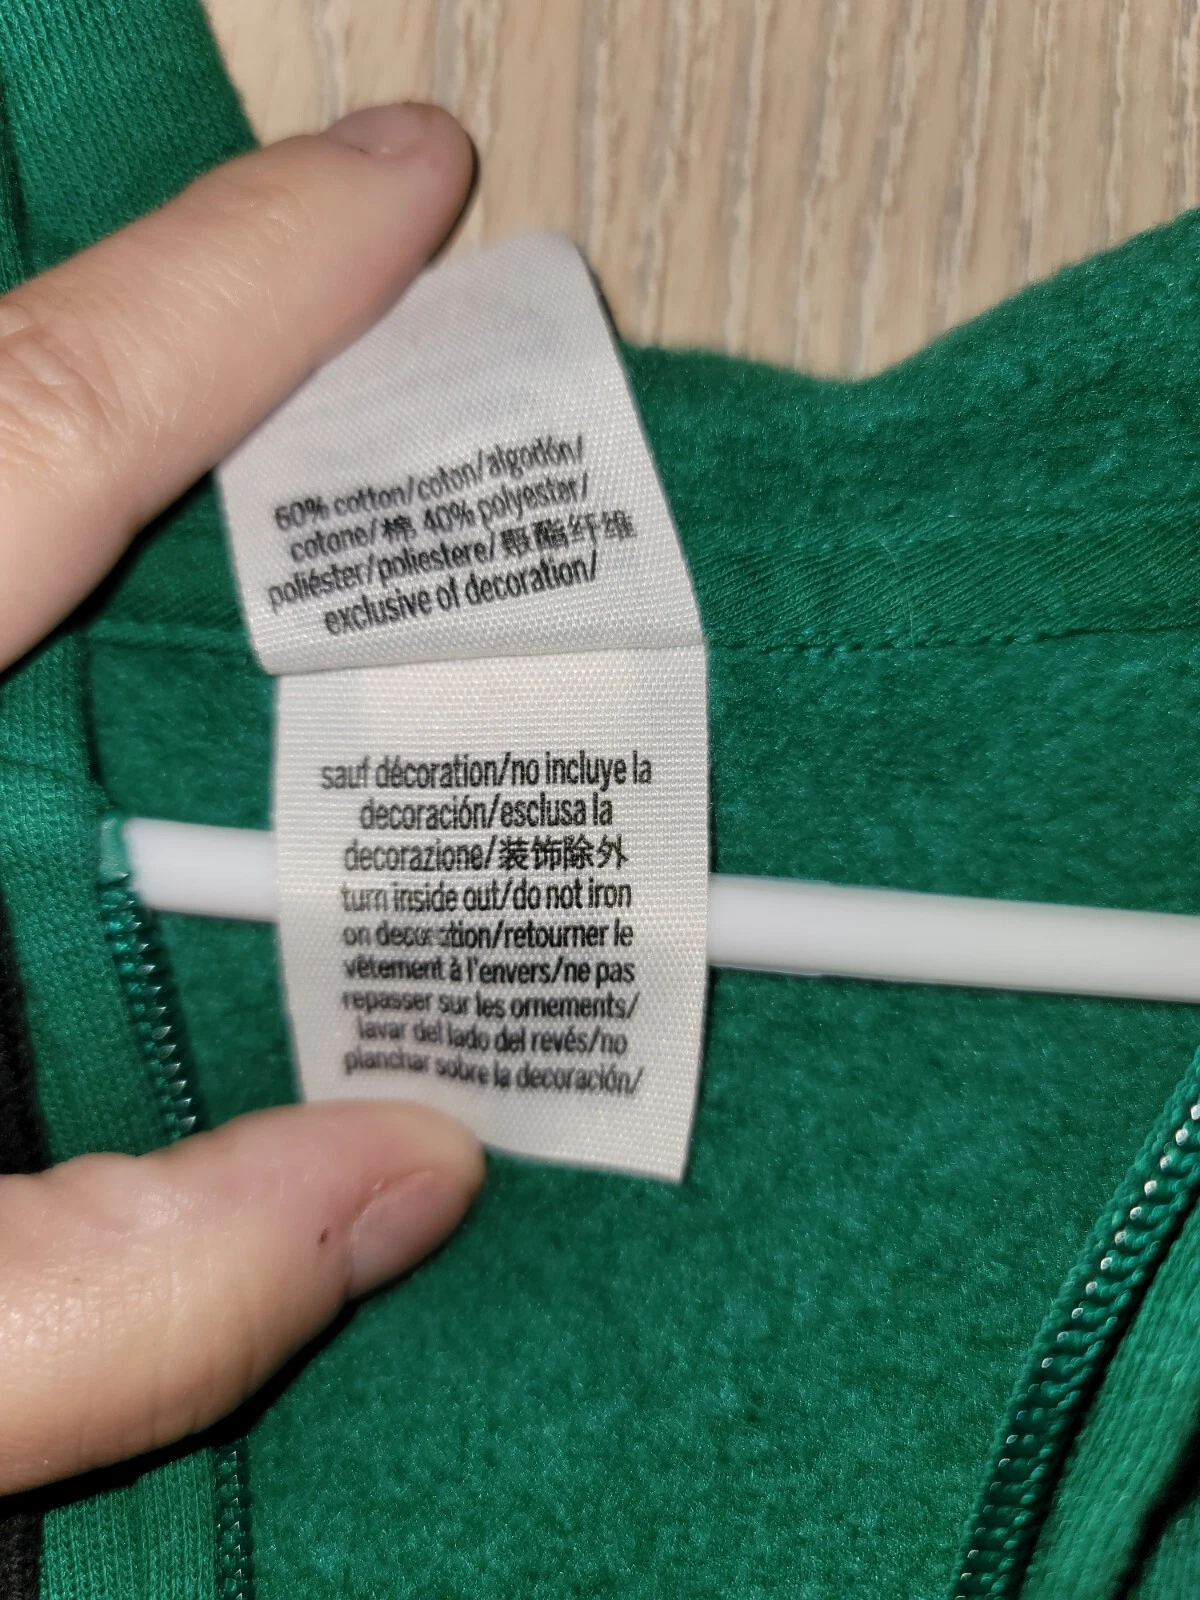 60% cotton/coton/algodón/
cotone/棉 40% polyester/
poliéster/poliestere/聚酯纤维
exclusive of decoration/
sauf décoration/no incluye la
decoración/esclusa la
decorazione/装饰除外
turn inside out/do not iron
on decoration/retourner le
vêtement à l'envers/ne pas
repasser sur les ornements/
lavar del lado del revés/no
planchar sobre la decoración/